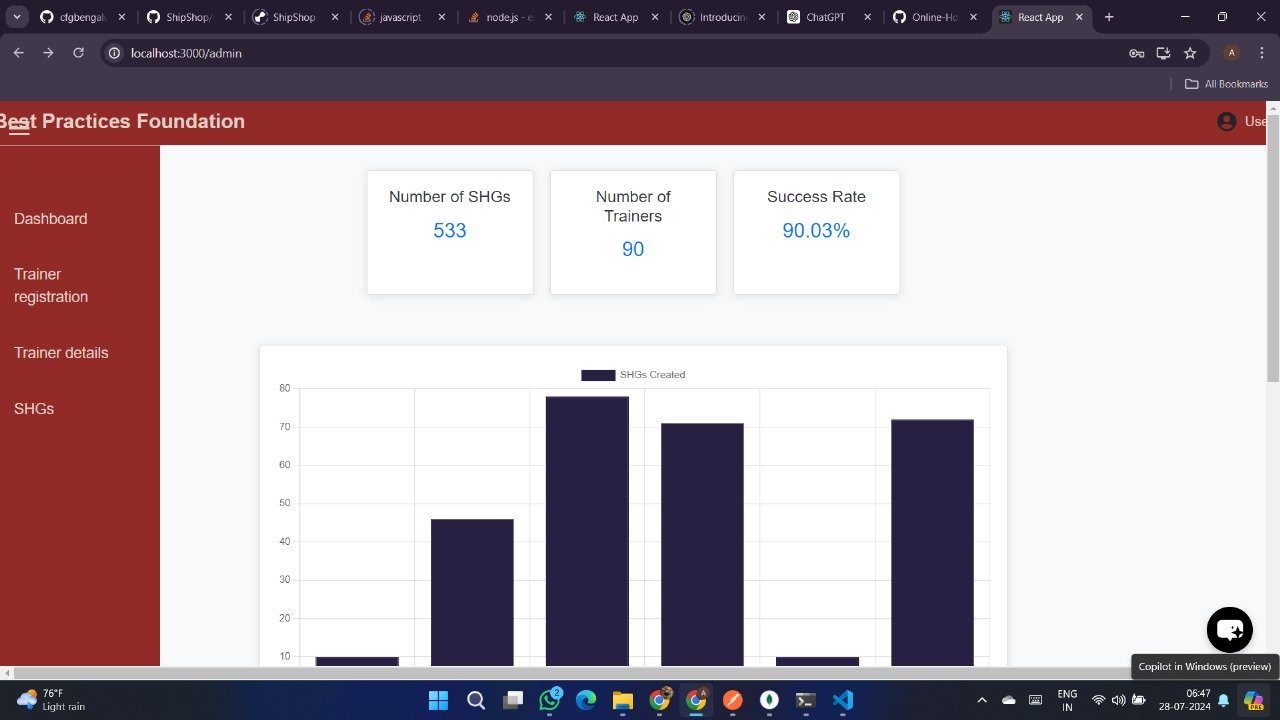 cfgbengal
ShipShop/
ShipShop
javascript
node.js - e
React App
Introducin
ChatGPT
Online-Ho
React App
localhost:3000/admin
A
All Bookmarks
Best Practices Foundation
Use
Dashboard
Trainer
registration
Trainer details
SHGs
Number of SHGs
533
Number of
Trainers
90
Success Rate
90.03%
SHGs Created
80
70
60
50
40
30
20
10
Copilot in Windows (preview)
76°F
Light rain
2
A
ENG
IN
06:47
28-07-2024
PRE